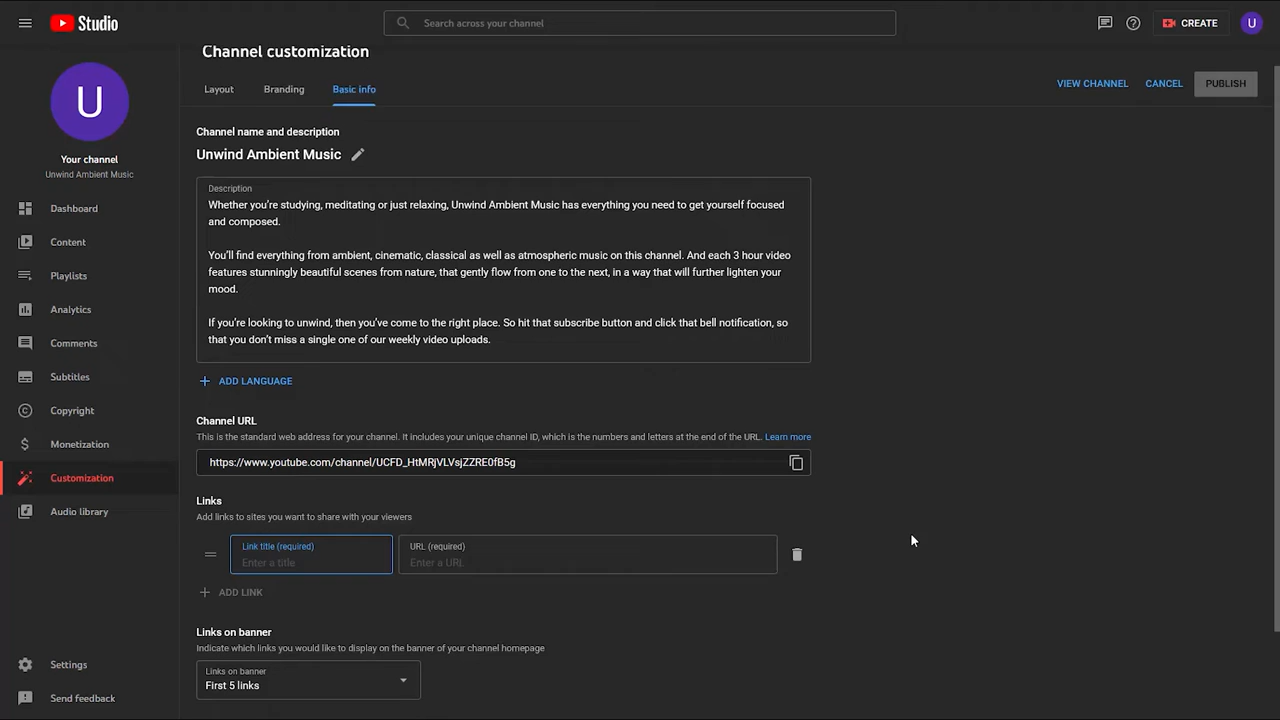 Studio
Search across your channel
CREATE
U
Channel customization
U
Your channel
Unwind Ambient Music
Dashboard
Content
Playlists
Analytics
Comments
Subtitles
Copyright
Monetization
Customization
Audio library
Settings
Send feedback
Layout
Branding
Basic info
VIEW CHANNEL
CANCEL
PUBLISH
Channel name and description
Unwind Ambient Music
Description
Whether you're studying, meditating or just relaxing, Unwind Ambient Music has everything you need to get yourself focused
and composed.
You'll find everything from ambient, cinematic, classical as well as atmospheric music on this channel. And each 3 hour video
features stunningly beautiful scenes from nature, that gently flow from one to the next, in a way that will further lighten your
mood.
If you're looking to unwind, then you've come to the right place. So hit that subscribe button and click that bell notification, so
that you don't miss a single one of our weekly video uploads.
ADD LANGUAGE
Channel URL
This is the standard web address for your channel. It includes your unique channel ID, which is the numbers and letters at the end of the URL. Learn more
https://www.youtube.com/channel/UCFD_HtMRjVLVsjZZRE0fB5g
Links
Add links to sites you want to share with your viewers
Link title (required)
Enter a title
URL (required)
Enter a URL
ADD LINK
Links on banner
Indicate which links you would like to display on the banner of your channel homepage
Links on banner
First 5 links